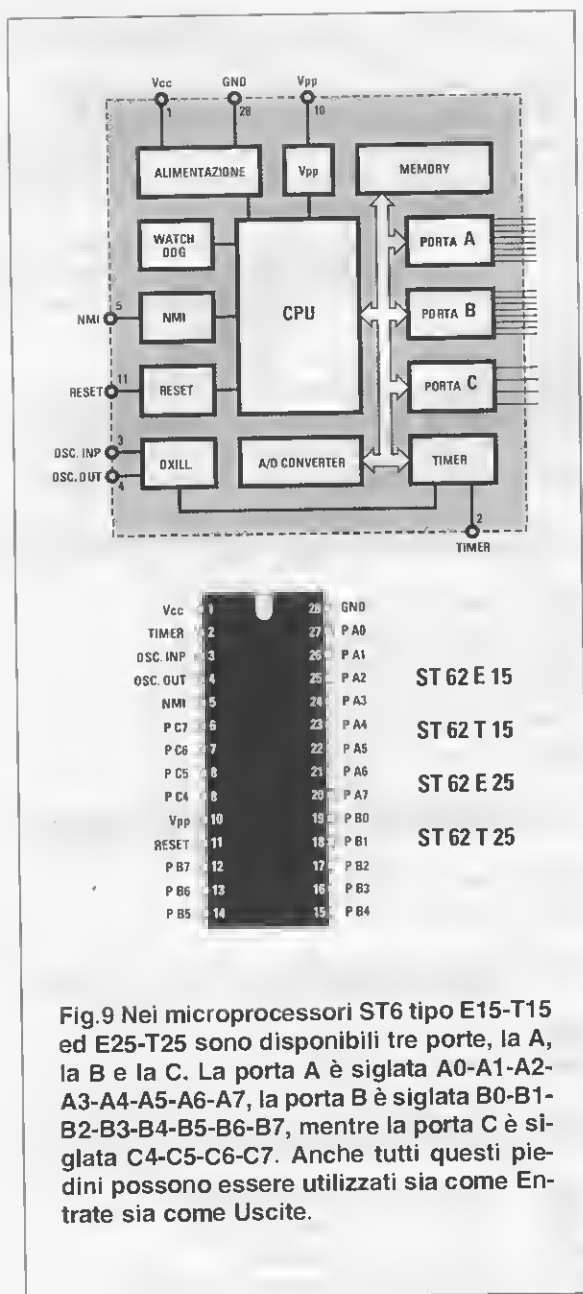 Vcc GND Vpp
1 28 10
ALIMENTAZIONE Vpp MEMORY
WATCH DOG
PORTA A
NMI 5 NMI
CPU
PORTA B
RESET 11 RESET
PORTA C
OSC. INP 3
OSC. OUT 4
OXILL. A/D CONVERTER TIMER
2
TIMER
Vcc 1 28 GND
TIMER 2 27 P A0
OSC. INP 3 26 P A1
OSC. OUT 4 25 P A2
NMI 5 24 P A3
P C7 6 23 P A4
P C6 7 22 P A5
P C5 8 21 P A6
P C4 8 20 P A7
Vpp 10 19 P B0
RESET 11 18 P B1
P B7 12 17 P B2
P B6 13 16 P B3
P B5 14 15 P B4
ST 62 E 15
ST 62 T 15
ST 62 E 25
ST 62 T 25
Fig.9 Nei microprocessori ST6 tipo E15-T15
ed E25-T25 sono disponibili tre porte, la A,
la B e la C. La porta A è siglata A0-A1-A2-
A3-A4-A5-A6-A7, la porta B è siglata B0-B1-
B2-B3-B4-B5-B6-B7, mentre la porta C è si-
glata C4-C5-C6-C7. Anche tutti questi pie-
dini possono essere utilizzati sia come En-
trate sia come Uscite.